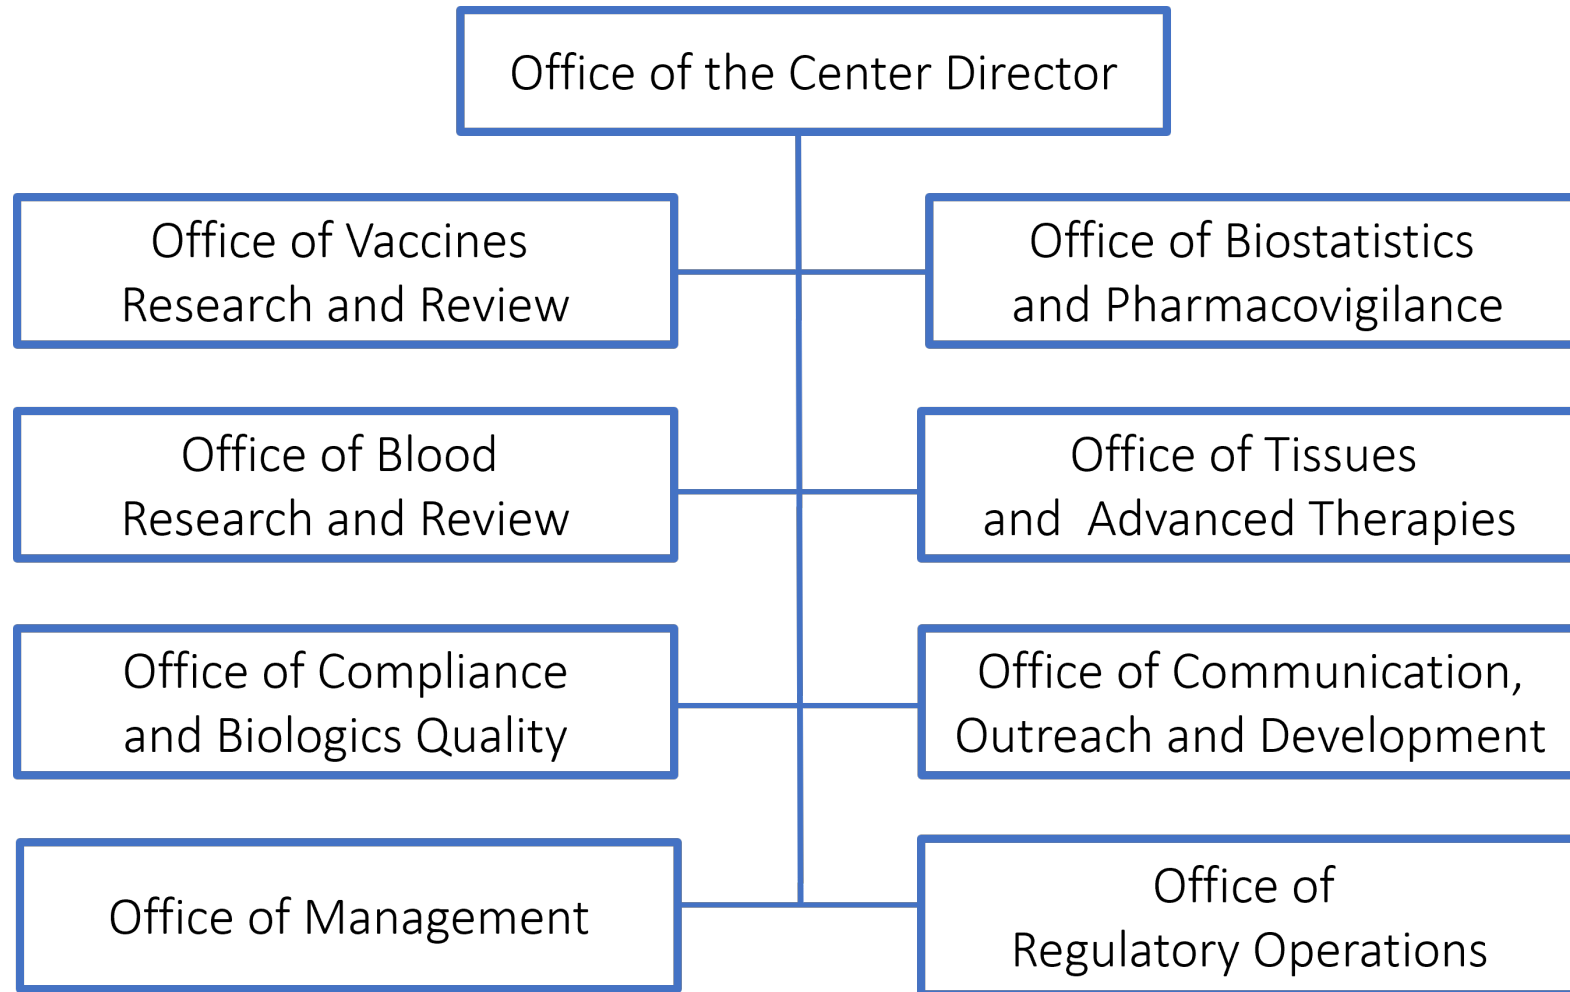 Office of the Center Director
Office of Vaccines
Research and Review
Office of Biostatistics
and Pharmacovigilance
Office of Blood
Research and Review
Office of Tissues
and  Advanced Therapies
Office of Compliance
and Biologics Quality
Office of Communication,
Outreach and Development
Office of Management
Office of
Regulatory Operations